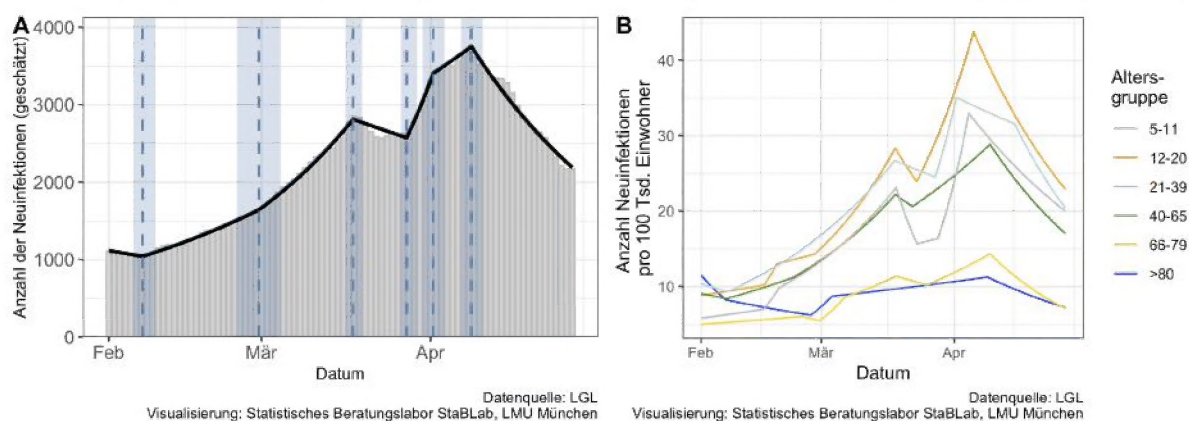 A
Anzahl der Neuinfektionen (geschätzt)
4000
3000
2000
1000
0
Feb
Mär
Apr
Datum
Datenquelle: LGL
Visualisierung: Statistisches Beratungslabor StaBLab, LMU München
B
Anzahl Neuinfektionen
pro 100 Tsd. Einwohner
40
30
20
10
Feb
Mär
Apr
Datum
Alters-
gruppe
5-11
12-20
21-39
40-65
66-79
>80
Datenquelle: LGL
Visualisierung: Statistisches Beratungslabor StaBLab, LMU München